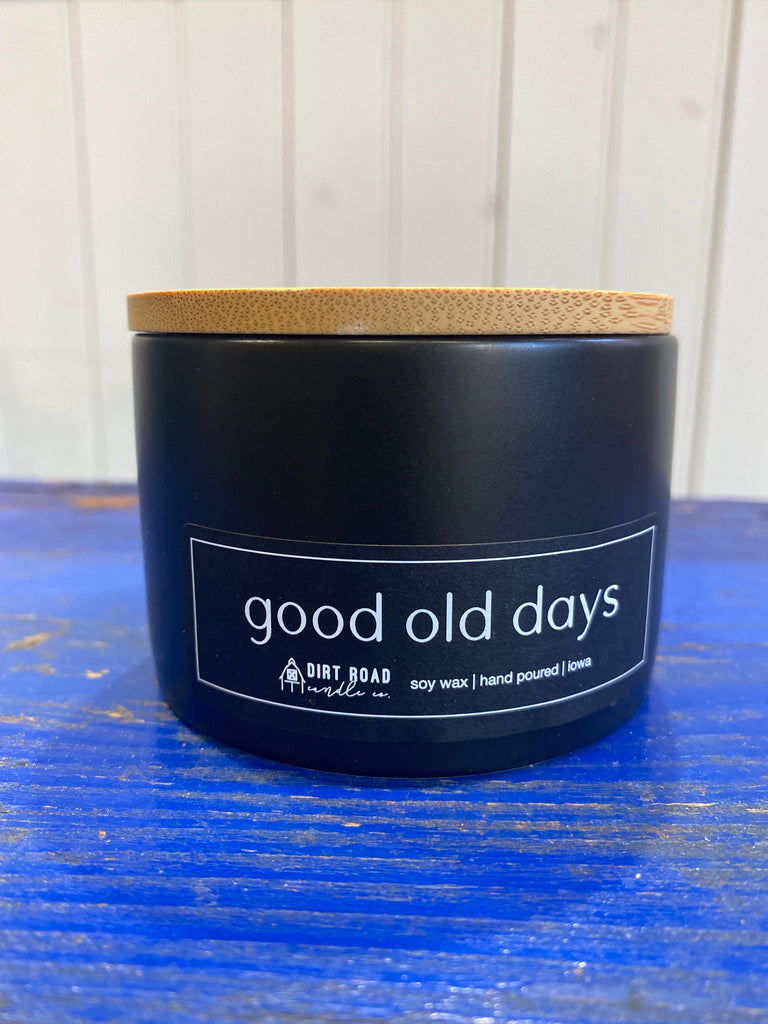 good old days
DIRT ROAD
candle co.
soy wax | hand poured | iowa